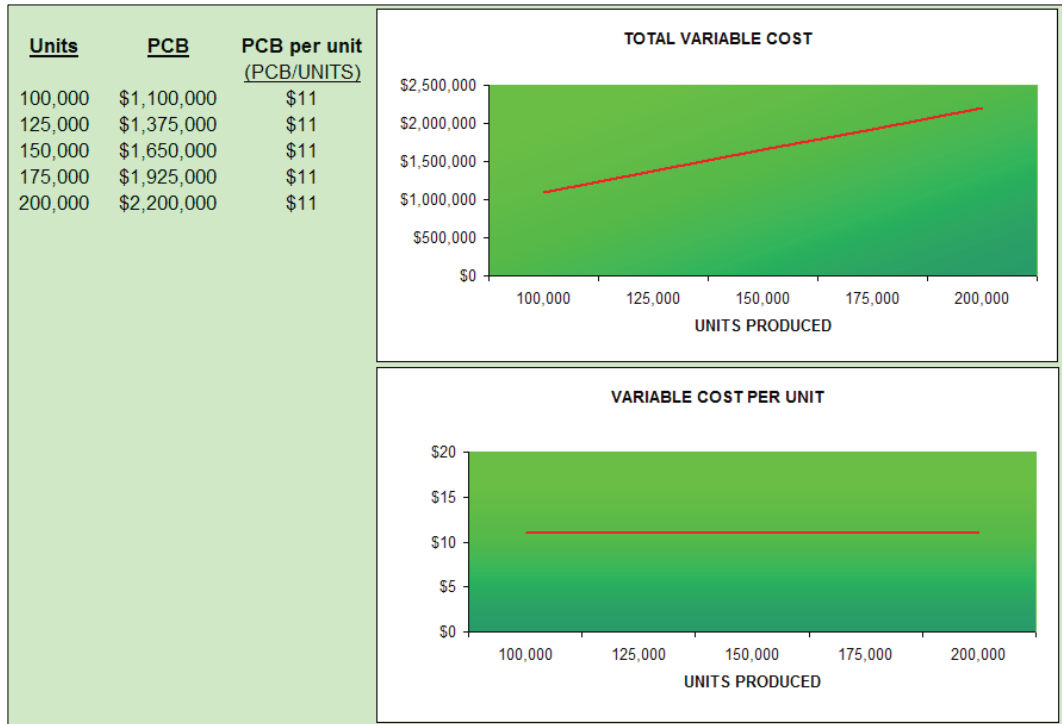 Units PCB PCB per unit
(PCB/UNITS)
100,000 $1,100,000 $11
125,000 $1,375,000 $11
150,000 $1,650,000 $11
175,000 $1,925,000 $11
200,000 $2,200,000 $11
TOTAL VARIABLE COST
$2,500,000
$2,000,000
$1,500,000
$1,000,000
$500,000
$0
100,000 125,000 150,000 175,000 200,000
UNITS PRODUCED
VARIABLE COST PER UNIT
$20
$15
$10
$5
$0
100,000 125,000 150,000 175,000 200,000
UNITS PRODUCED